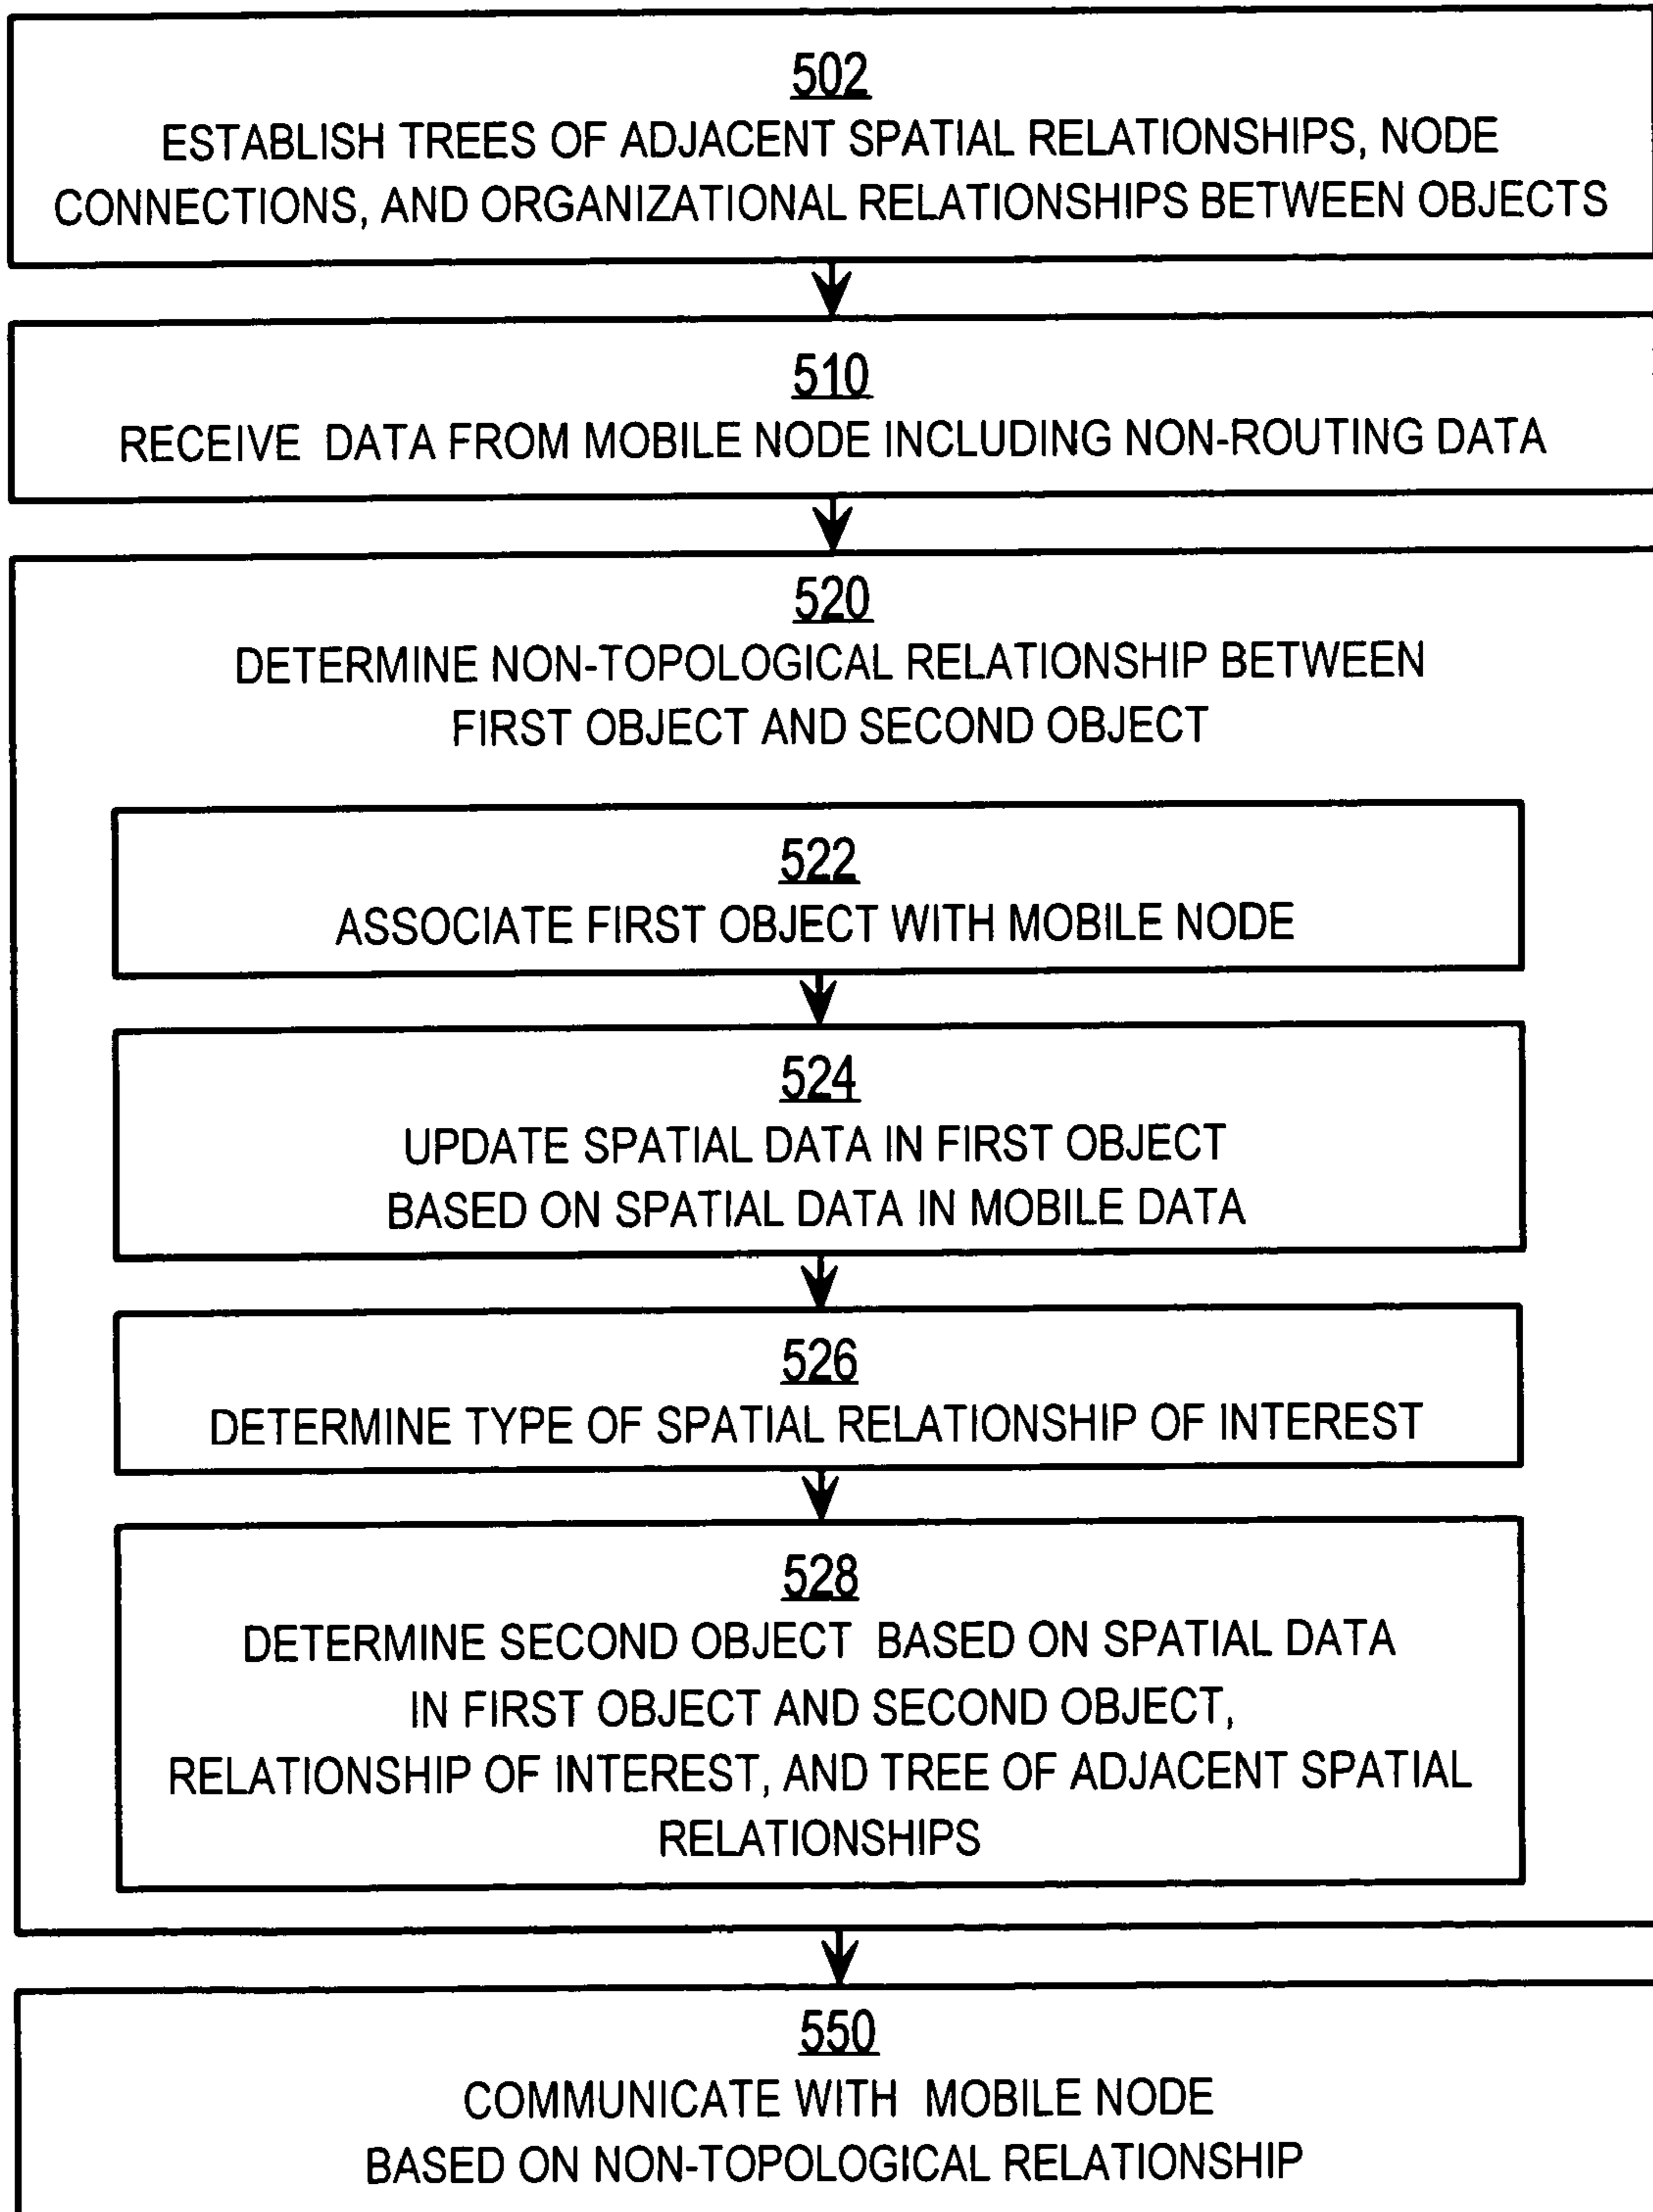 502
ESTABLISH TREES OF ADJACENT SPATIAL RELATIONSHIPS, NODE
CONNECTIONS, AND ORGANIZATIONAL RELATIONSHIPS BETWEEN OBJECTS
510
RECEIVE DATA FROM MOBILE NODE INCLUDING NON-ROUTING DATA
520
DETERMINE NON-TOPOLOGICAL RELATIONSHIP BETWEEN
FIRST OBJECT AND SECOND OBJECT
522
ASSOCIATE FIRST OBJECT WITH MOBILE NODE
524
UPDATE SPATIAL DATA IN FIRST OBJECT
BASED ON SPATIAL DATA IN MOBILE DATA
526
DETERMINE TYPE OF SPATIAL RELATIONSHIP OF INTEREST
528
DETERMINE SECOND OBJECT BASED ON SPATIAL DATA
IN FIRST OBJECT AND SECOND OBJECT,
RELATIONSHIP OF INTEREST, AND TREE OF ADJACENT SPATIAL
RELATIONSHIPS
550
COMMUNICATE WITH MOBILE NODE
BASED ON NON-TOPOLOGICAL RELATIONSHIP